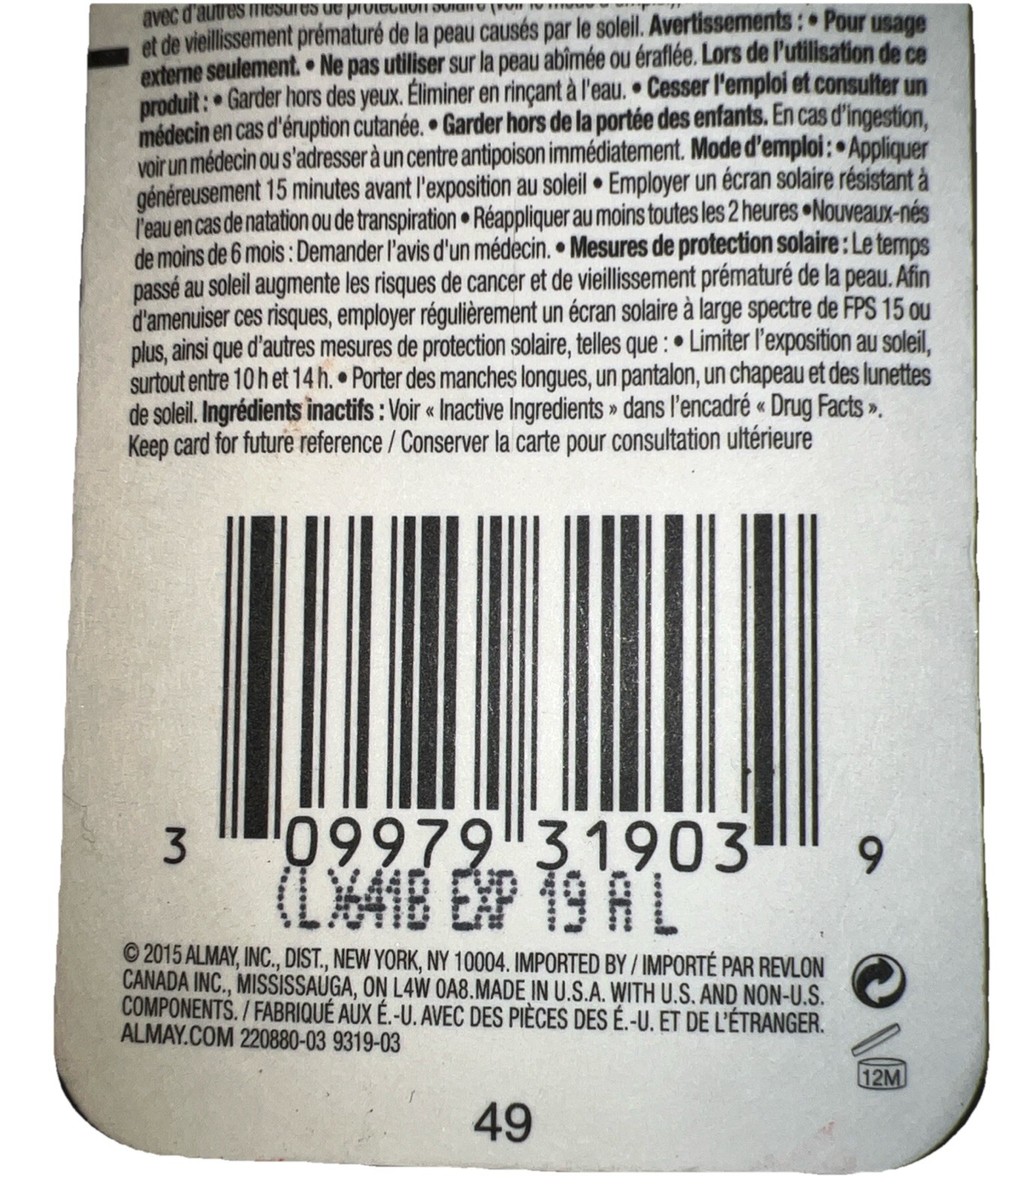 avec d'autres mesures de protection solaire (voir le mode d'emploi),
et de vieillissement prématuré de la peau causés par le soleil. Avertissements : • Pour usage
externe seulement. • Ne pas utiliser sur la peau abîmée ou éraflée. Lors de l'utilisation de ce
produit : • Garder hors des yeux. Éliminer en rinçant à l'eau. • Cesser l'emploi et consulter un
médecin en cas d'éruption cutanée. • Garder hors de la portée des enfants. En cas d'ingestion,
voir un médecin ou s'adresser à un centre antipoison immédiatement. Mode d'emploi : • Appliquer
généreusement 15 minutes avant l'exposition au soleil • Employer un écran solaire résistant à
l'eau en cas de natation ou de transpiration • Réappliquer au moins toutes les 2 heures •Nouveaux-nés
de moins de 6 mois : Demander l'avis d'un médecin. • Mesures de protection solaire : Le temps
passé au soleil augmente les risques de cancer et de vieillissement prématuré de la peau. Afin
d'amenuiser ces risques, employer régulièrement un écran solaire à large spectre de FPS 15 ou
plus, ainsi que d'autres mesures de protection solaire, telles que : • Limiter l'exposition au soleil,
surtout entre 10 h et 14 h. • Porter des manches longues, un pantalon, un chapeau et des lunettes
de soleil. Ingrédients inactifs : Voir « Inactive Ingredients » dans l'encadré « Drug Facts ».
Keep card for future reference / Conserver la carte pour consultation ultérieure
3 09979 31903 9
EXP 19 A L
© 2015 ALMAY, INC., DIST., NEW YORK, NY 10004. IMPORTED BY / IMPORTÉ PAR REVLON
CANADA INC., MISSISSAUGA, ON L4W 0A8.MADE IN U.S.A. WITH U.S. AND NON-U.S.
COMPONENTS. / FABRIQUÉ AUX É.-U. AVEC DES PIÈCES DES É.-U. ET DE L'ÉTRANGER.
ALMAY.COM 220880-03 9319-03
12M
49